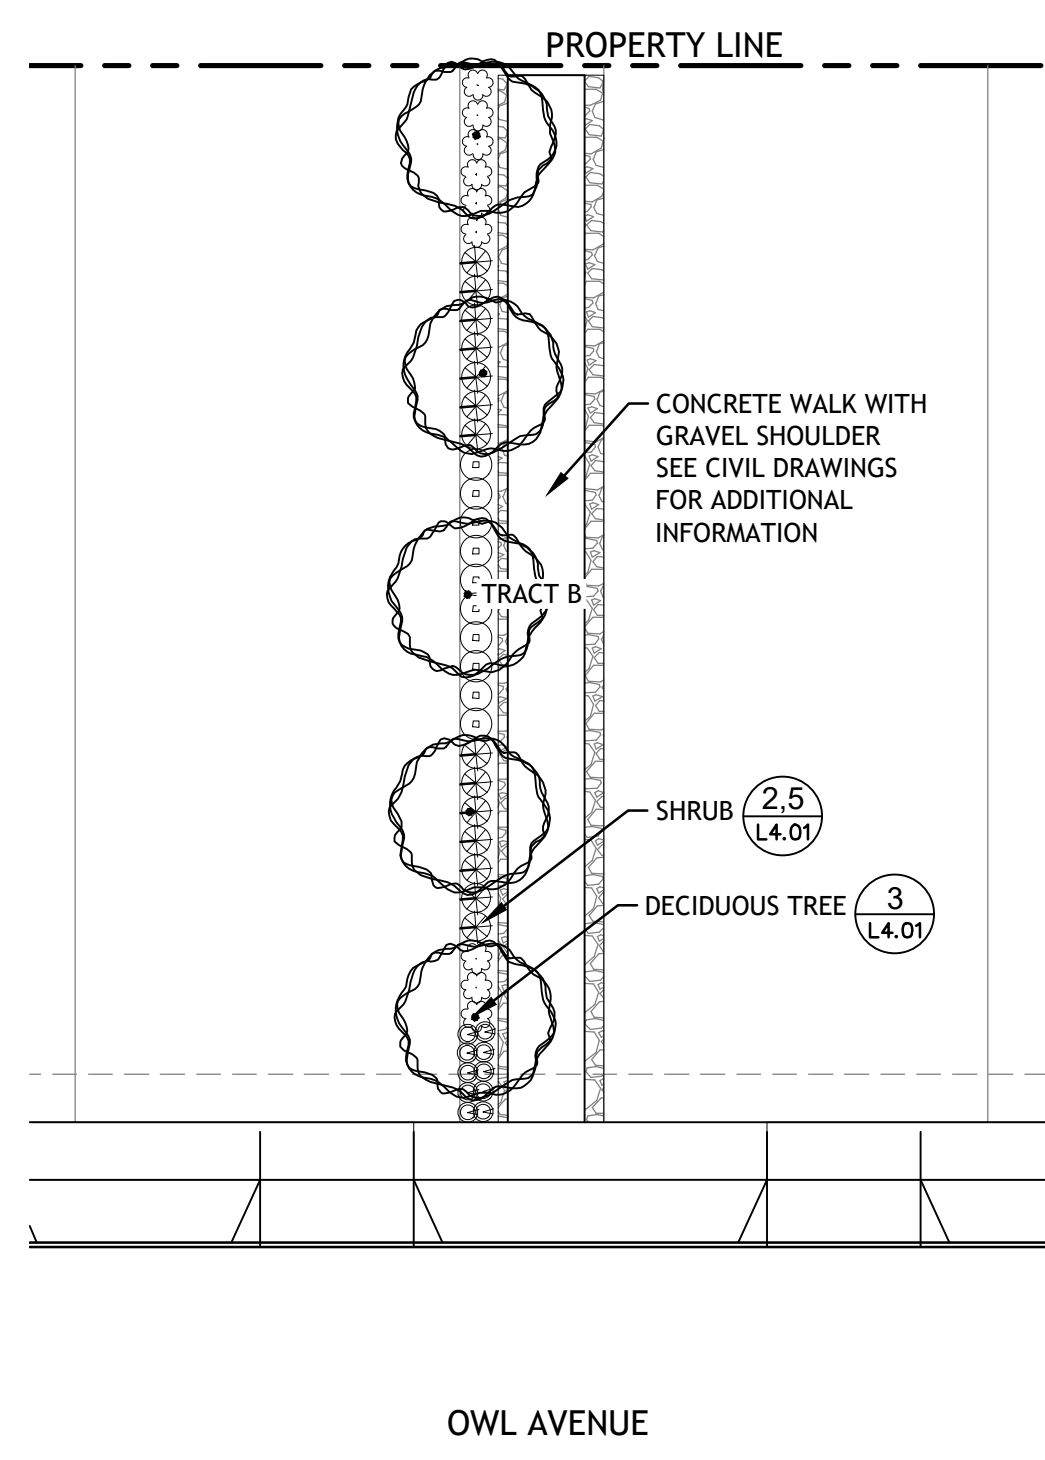 PROPERTY LINE
CONCRETE WALK WITH
GRAVEL SHOULDER
SEE CIVIL DRAWINGS
FOR ADDITIONAL
INFORMATION
TRACT B
SHRUB
2,5
L4.01
DECIDUOUS TREE
3
L4.01
OWL AVENUE